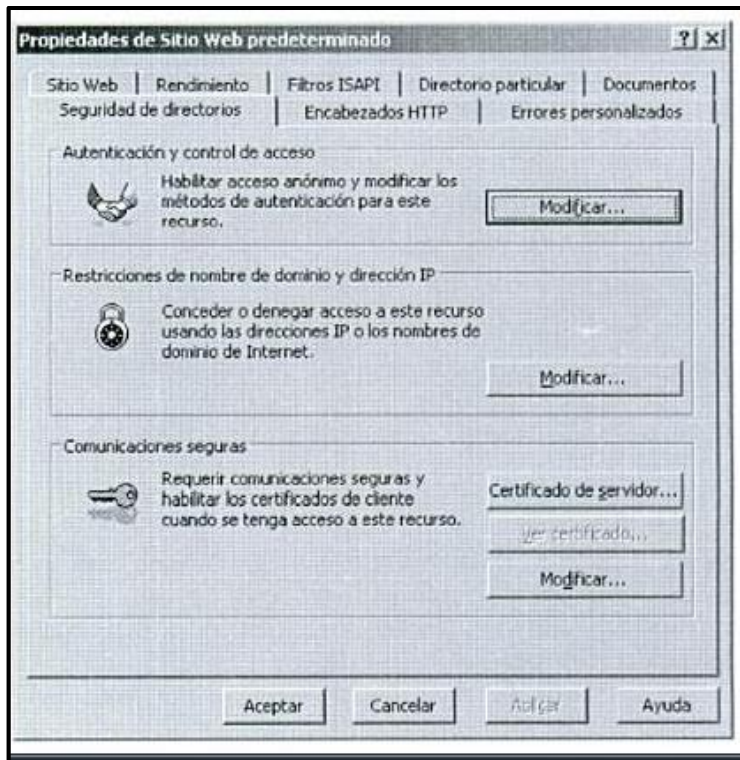 Propiedades de Sitio Web predeterminado
Sitio Web
Rendimiento
Filtros ISAPI
Directorio particular
Documentos
Seguridad de directorios
Encabezados HTTP
Errores personalizados
Autenticación y control de acceso
Habilitar acceso anónimo y modificar los
métodos de autenticación para este
recurso.
Modificar...
Restricciones de nombre de dominio y dirección IP
Conceder o denegar acceso a este recurso
usando las direcciones IP o los nombres de
dominio de Internet.
Modificar...
Comunicaciones seguras
Requerir comunicaciones seguras y
habilitar los certificados de cliente
cuando se tenga acceso a este recurso.
Certificado de servidor...
Ver certificado...
Modificar...
Aceptar
Cancelar
Aplicar
Ayuda